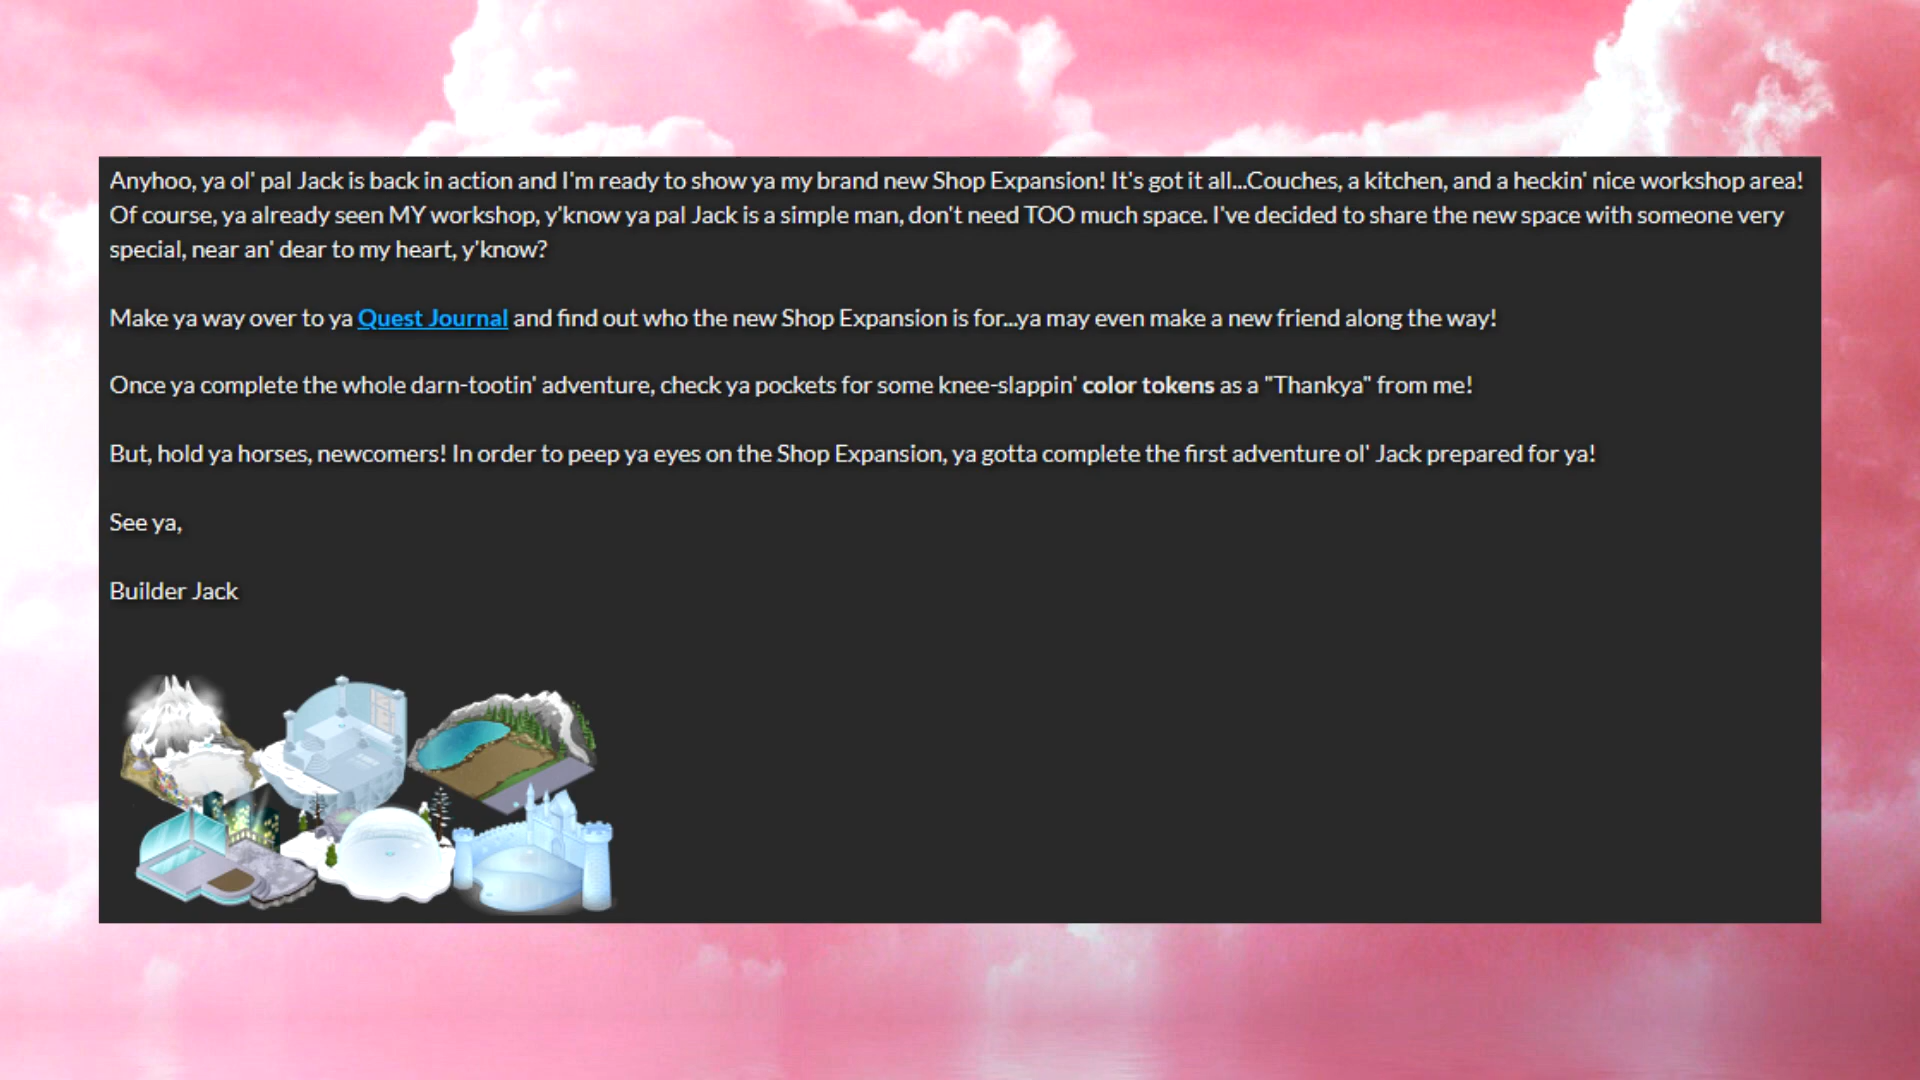 Anyhoo, ya ol' pal Jack is back in action and I'm ready to show ya my brand new Shop Expansion! It's got it all...Couches, a kitchen, and a heckin' nice workshop area!
Of course, ya already seen MY workshop, y'know ya pal Jack is a simple man, don't need TOO much space. I've decided to share the new space with someone very
special, near an' dear to my heart, y'know?
Make ya way over to ya Quest Journal and find out who the new Shop Expansion is for...ya may even make a new friend along the way!
Once ya complete the whole darn-tootin' adventure, check ya pockets for some knee-slappin' color tokens as a "Thankya" from me!
But, hold ya horses, newcomers! In order to peep ya eyes on the Shop Expansion, ya gotta complete the first adventure ol' Jack prepared for ya!
See ya,
Builder Jack